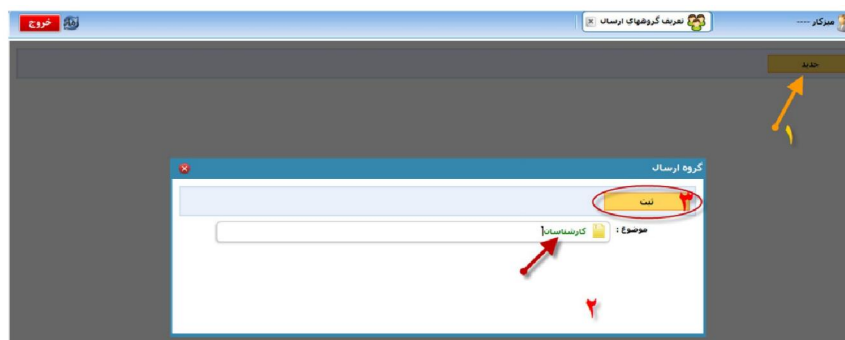 میزکار ----
تعریف گروههای ارسال
خروج
جدید
۱
گروه ارسال
ثبت
۳
موضوع :
کارشناسان
۲